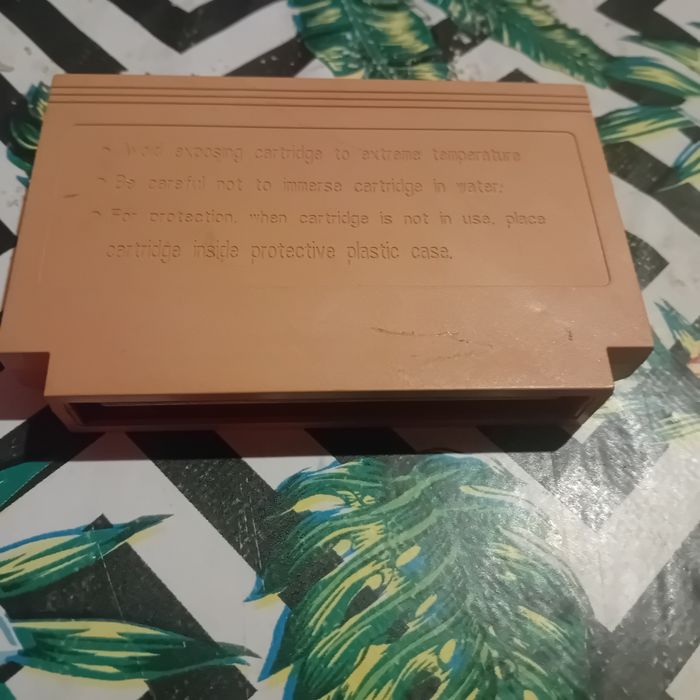 • Avoid exposing cartridge to extreme temperature
• Be careful not to immerse cartridge in water.
• For protection, when cartridge is not in use, place
cartridge inside protective plastic case.